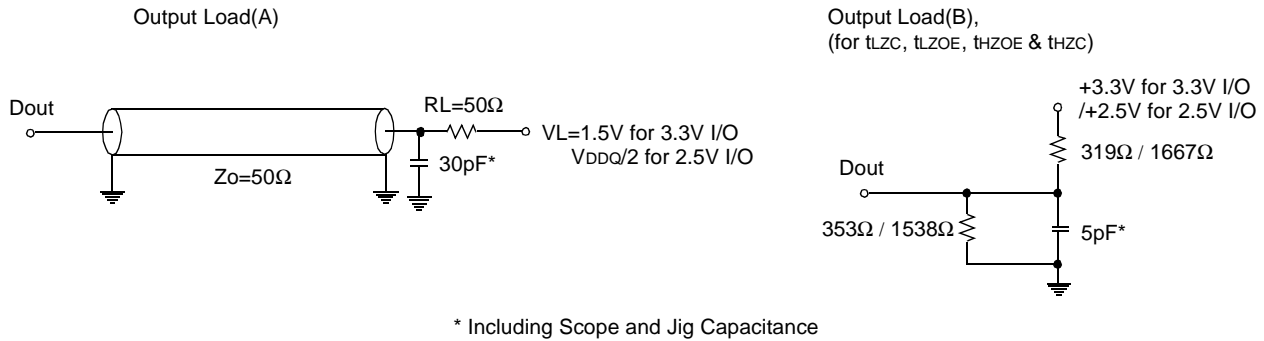 Output Load(A)
Dout
Zo=50Ω
RL=50Ω
30pF*
VL=1.5V for 3.3V I/O
VDDQ/2 for 2.5V I/O
Output Load(B),
(for tLZC, tLZOE, tHZOE & tHZC)
+3.3V for 3.3V I/O
/+2.5V for 2.5V I/O
319Ω / 1667Ω
Dout
353Ω / 1538Ω
5pF*
* Including Scope and Jig Capacitance